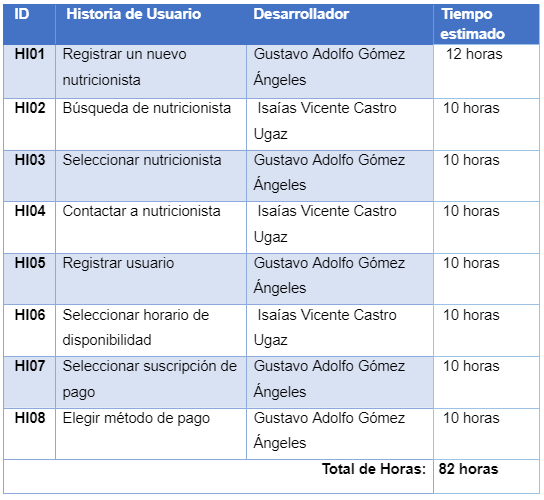 ID Historia de Usuario Desarrollador Tiempo
estimado
HI01 Registrar un nuevo Gustavo Adolfo Gómez 12 horas
nutricionista Ángeles
HI02 Búsqueda de nutricionista Isaías Vicente Castro 10 horas
Ugaz
HI03 Seleccionar nutricionista Gustavo Adolfo Gómez 10 horas
Ángeles
HI04 Contactar a nutricionista Isaías Vicente Castro 10 horas
Ugaz
HI05 Registrar usuario Gustavo Adolfo Gómez 10 horas
Ángeles
HI06 Seleccionar horario de Isaías Vicente Castro 10 horas
disponibilidad Ugaz
HI07 Seleccionar suscripción de Gustavo Adolfo Gómez 10 horas
pago Ángeles
HI08 Elegir método de pago Gustavo Adolfo Gómez 10 horas
Ángeles
Total de Horas: 82 horas